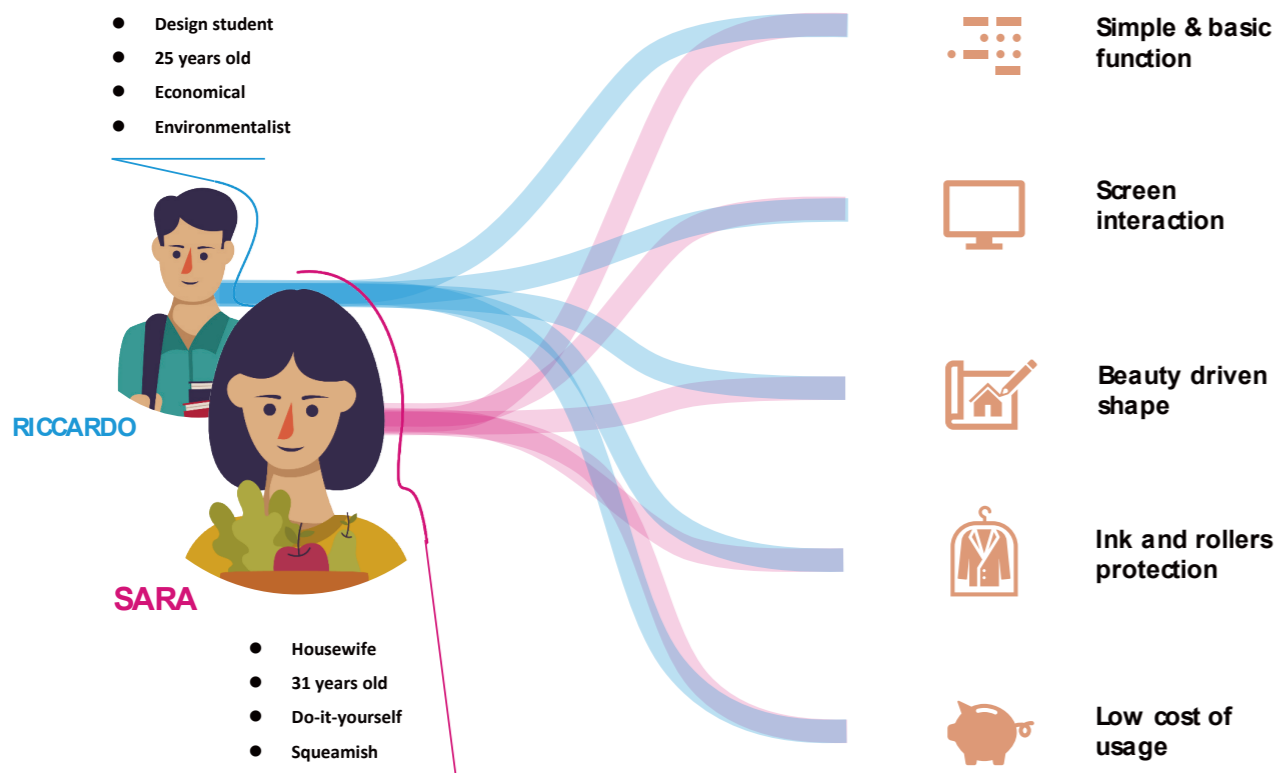 Design student
25 years old
Economical
Environmentalist
RICCARDO
SARA
Housewife
31 years old
Do-it-yourself
Squeamish
Simple & basic
function
Screen
interaction
Beauty driven
shape
Ink and rollers
protection
Low cost of
usage